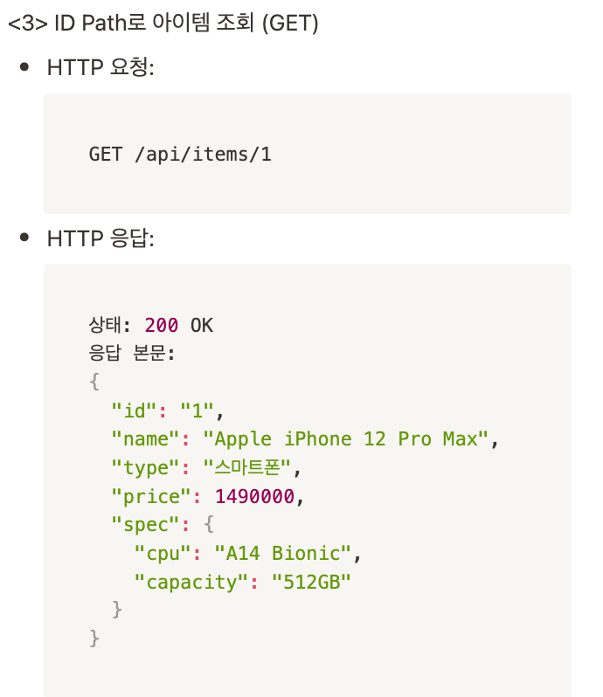 <3> ID Path로 아이템 조회 (GET)
• HTTP 요청:
GET /api/items/1
• HTTP 응답:
상태: 200 OK
응답 본문:
{
  "id": "1",
  "name": "Apple iPhone 12 Pro Max",
  "type": "스마트폰",
  "price": 1490000,
  "spec": {
    "cpu": "A14 Bionic",
    "capacity": "512GB"
  }
}